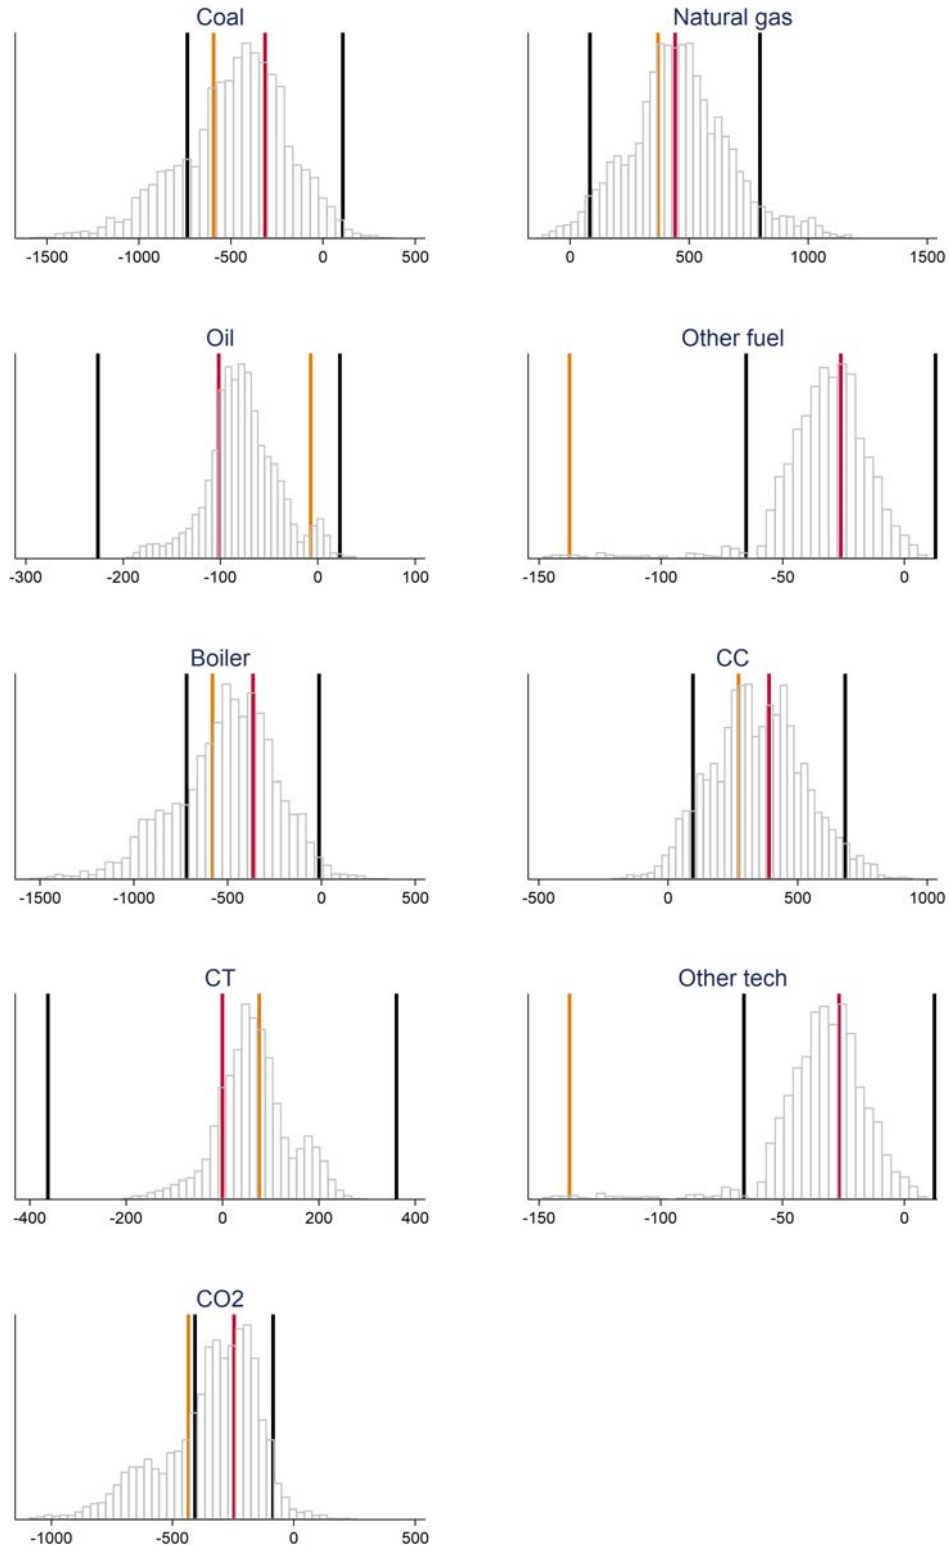 Coal
Natural gas
-1500 -1000 -500 0 500
0 500 1000 1500
Oil
Other fuel
-300 -200 -100 0 100
-150 -100 -50 0
Boiler
CC
-1500 -1000 -500 0 500
-500 0 500 1000
CT
Other tech
-400 -200 0 200 400
-150 -100 -50 0
CO2
-1000 -500 0 500